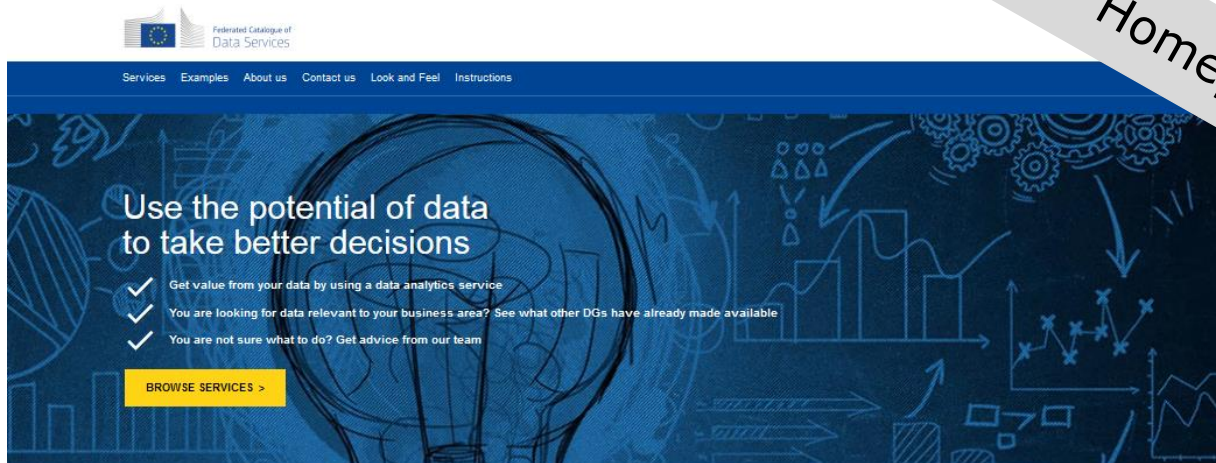 Federated Catalogue of
Data Services
Services Examples About us Contact us Look and Feel Instructions
Use the potential of data
to take better decisions
Get value from your data by using a data analytics service
You are looking for data relevant to your business area? See what other DGs have already made available
You are not sure what to do? Get advice from our team
BROWSE SERVICES >